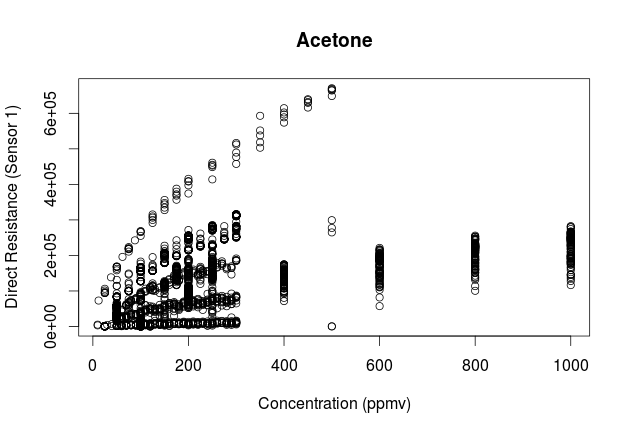 Acetone
Direct Resistance (Sensor 1)
6e+05
4e+05
2e+05
0e+00
0 200 400 600 800 1000
Concentration (ppmv)